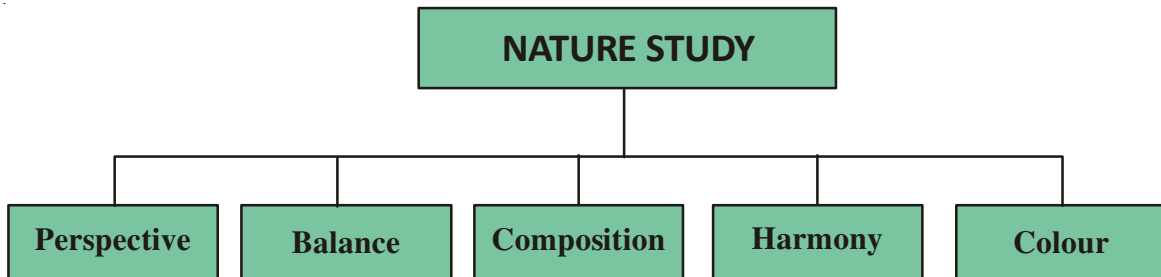 NATURE STUDY
Perspective
Balance
Composition
Harmony
Colour